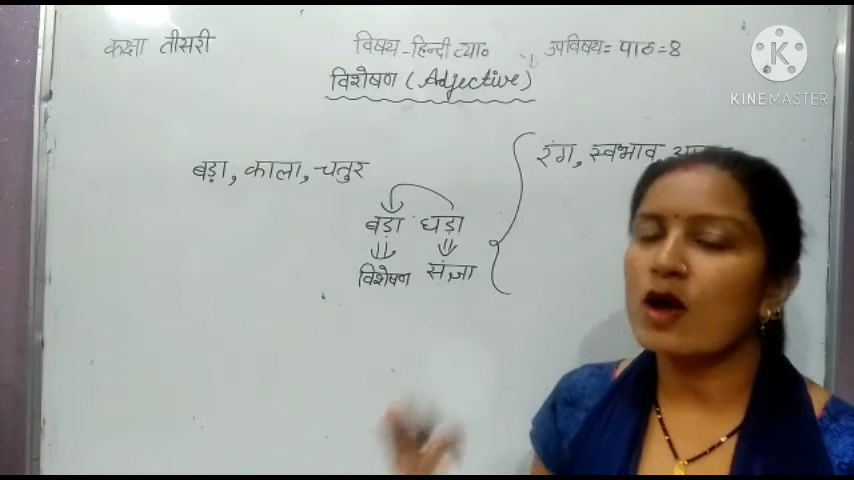 कक्षा तीसरी
विषय-हिन्दी व्या० उपविषय= पाठ=8
विशेषण (Adjective)
बड़ा, काला, चतुर
रंग, स्वभाव,
बड़ा घड़ा
विशेषण संज्ञा
K
KINEMASTER